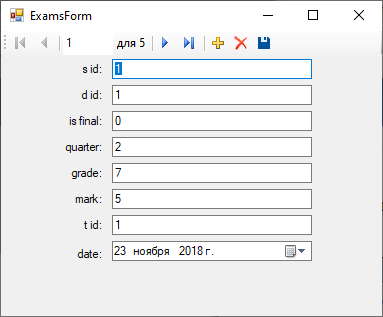 ExamsForm
1 для 5
s id: 1
d id: 1
is final: 0
quarter: 2
grade: 7
mark: 5
t id: 1
date: 23 ноября 2018 г.